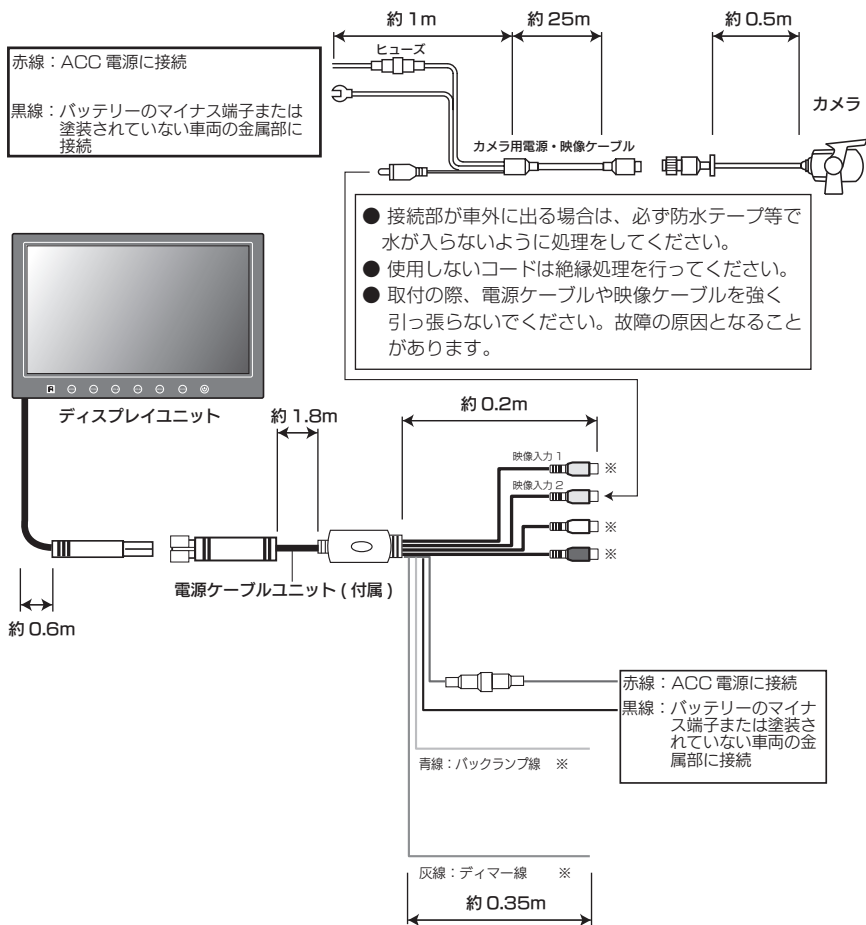 約 1m
約 25m
約 0.5m
ヒューズ
赤線：ACC 電源に接続
黒線：バッテリーのマイナス端子または
塗装されていない車両の金属部に
接続
カメラ
カメラ用電源・映像ケーブル
● 接続部が車外に出る場合は、必ず防水テープ等で
水が入らないように処理をしてください。
● 使用しないコードは絶縁処理を行ってください。
● 取付の際、電源ケーブルや映像ケーブルを強く
引っ張らないでください。故障の原因となること
があります。
ディスプレイユニット
約 1.8m
約 0.2m
映像入力 1
※
映像入力 2
※
※
電源ケーブルユニット ( 付属 )
約 0.6m
赤線：ACC 電源に接続
黒線：バッテリーのマイナ
ス端子または塗装さ
れていない車両の金
属部に接続
青線：バックランプ線　※
灰線：ディマー線　※
約 0.35m